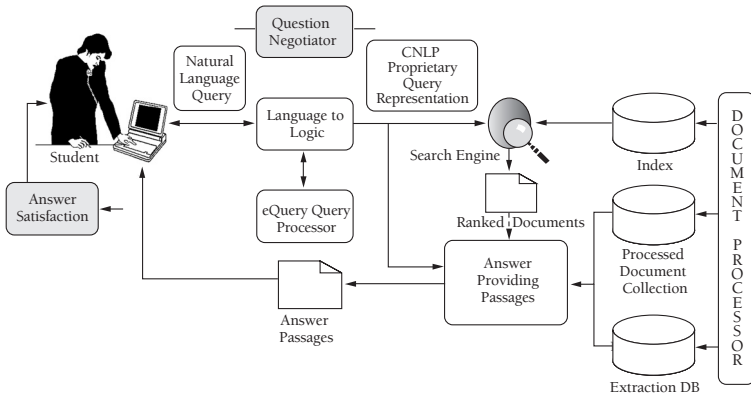 Question
Negotiator
Natural
Language
Query
CNLP
Proprietary
Query
Representation
Language to
Logic
Student
Search Engine
Index
Answer
Satisfaction
eQuery Query
Processor
Ranked Documents
Answer
Providing
Passages
Processed
Document
Collection
Answer
Passages
Extraction DB
DOCUMENT PROCESSOR